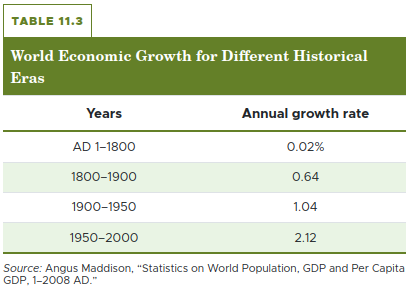 TABLE 11.3
World Economic Growth for Different Historical
Eras
Years Annual growth rate
AD 1–1800 0.02%
1800–1900 0.64
1900–1950 1.04
1950–2000 2.12
Source: Angus Maddison, "Statistics on World Population, GDP and Per Capita
GDP, 1–2008 AD."